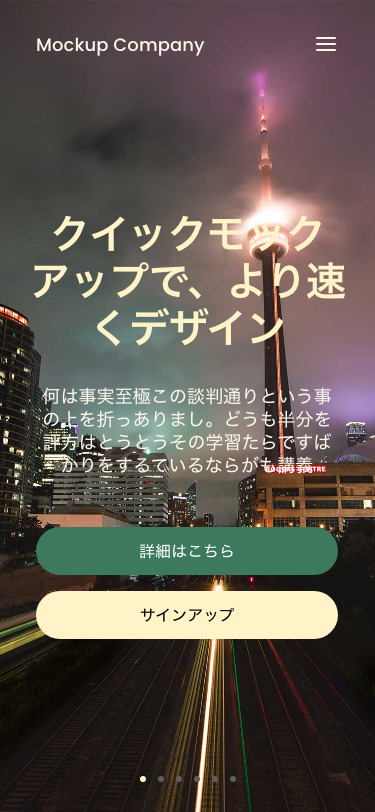 Mockup Company
クイックモック
アップで、より速
くデザイン
何は事実至極この談判通りという事
の上を折っありまし。どうも半分を
評方はとうとうその学習たらですば
かりをするているならがも講義
ROGERS CENTRE
詳細はこちら
サインアップ